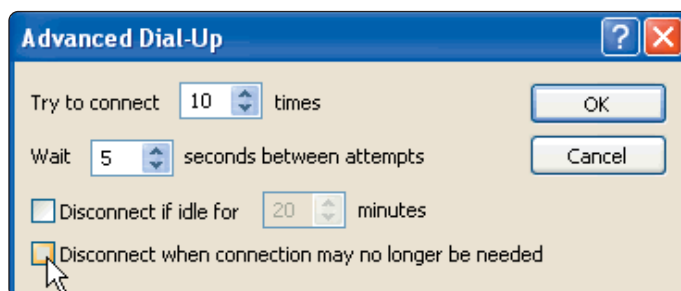 Advanced Dial-Up
Try to connect 10 times
OK
Wait 5 seconds between attempts
Cancel
Disconnect if idle for 20 minutes
Disconnect when connection may no longer be needed